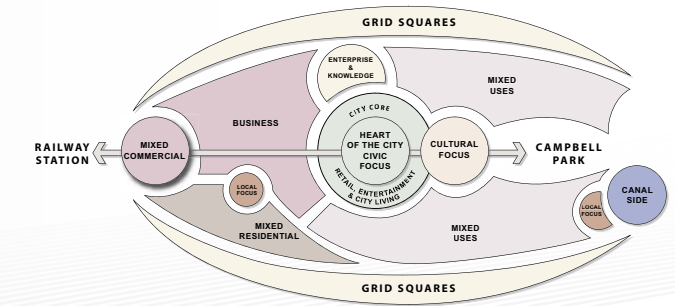 GRID SQUARES
ENTERPRISE
&
KNOWLEDGE
MIXED
USES
CITY CORE
BUSINESS
HEART
OF THE CITY
CIVIC
FOCUS
RAILWAY
STATION
MIXED
COMMERCIAL
CULTURAL
FOCUS
CAMPBELL
PARK
RETAIL, ENTERTAINMENT
& CITY LIVING
LOCAL
FOCUS
CANAL
SIDE
LOCAL
FOCUS
MIXED
RESIDENTIAL
MIXED
USES
GRID SQUARES